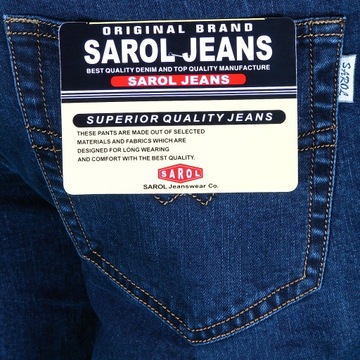 ORIGINAL BRAND
SAROL JEANS
BEST QUALITY DENIM AND TOP QUALITY MANUFACTURE
SAROL JEANS
SUPERIOR QUALITY JEANS
THESE PANTS ARE MADE OUT OF SELECTED
MATERIALS AND FABRICS WHICH ARE
DESIGNED FOR LONG WEARING
AND COMFORT WITH THE BEST QUALITY.
SAROL
SAROL Jeanswear Co.
SAROL